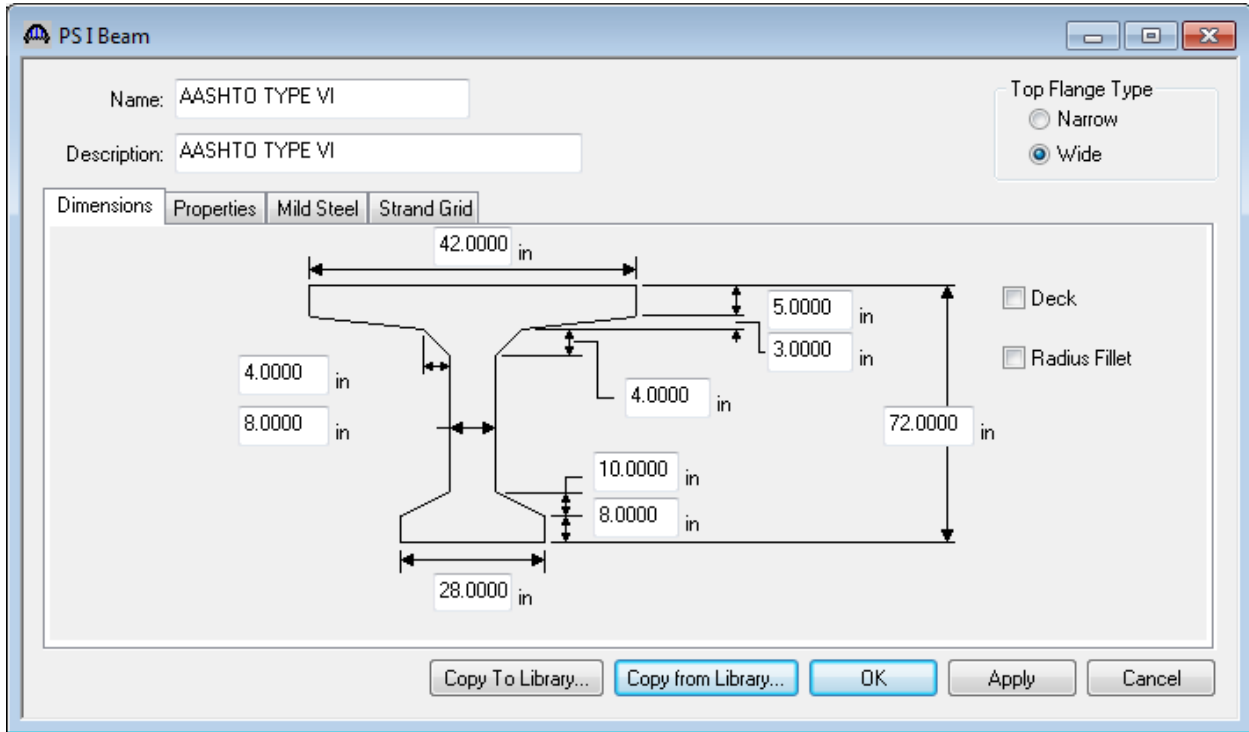 PS I Beam
Name: AASHTO TYPE VI
Top Flange Type
Narrow
Description: AASHTO TYPE VI
Wide
Dimensions Properties Mild Steel Strand Grid
42.0000 in
5.0000 in
Deck
3.0000 in
Radius Fillet
4.0000 in
4.0000 in
8.0000 in
72.0000 in
10.0000 in
8.0000 in
28.0000 in
Copy To Library... Copy from Library... OK Apply Cancel